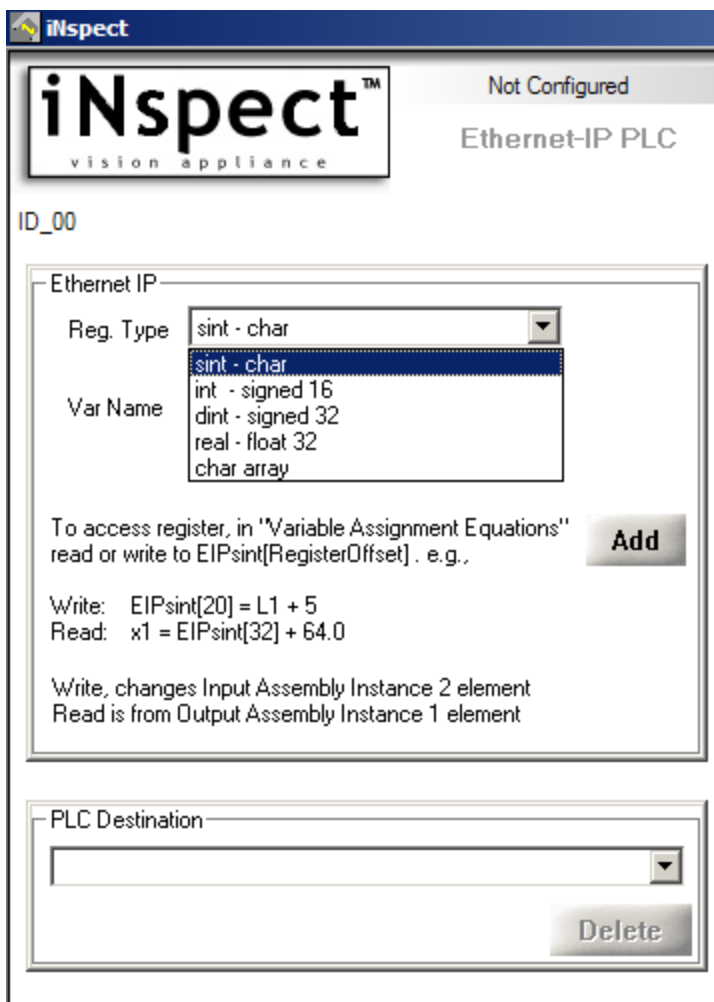 iNspect
iNspect™
vision appliance
Not Configured
Ethernet-IP PLC
ID_00
Ethernet IP
Reg. Type
sint - char
sint - char
int - signed 16
dint - signed 32
real - float 32
char array
Var Name
To access register, in "Variable Assignment Equations"
read or write to EIPsint[RegisterOffset] . e.g.,
Add
Write: EIPsint[20] = L1 + 5
Read: x1 = EIPsint[32] + 64.0
Write, changes Input Assembly Instance 2 element
Read is from Output Assembly Instance 1 element
PLC Destination
Delete